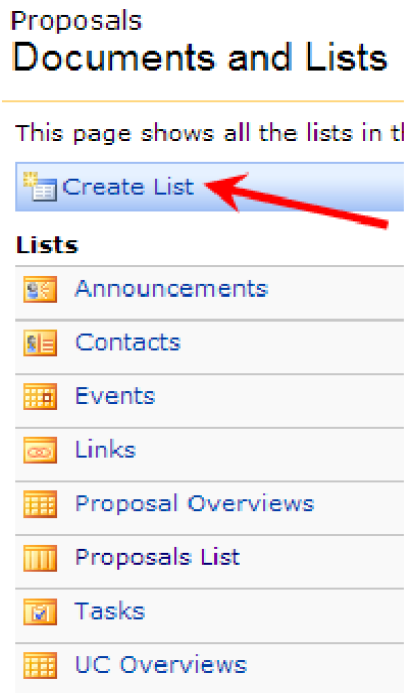 Proposals
Documents and Lists
This page shows all the lists in
Create List
Lists
Announcements
Contacts
Events
Links
Proposal Overviews
Proposals List
Tasks
UC Overviews